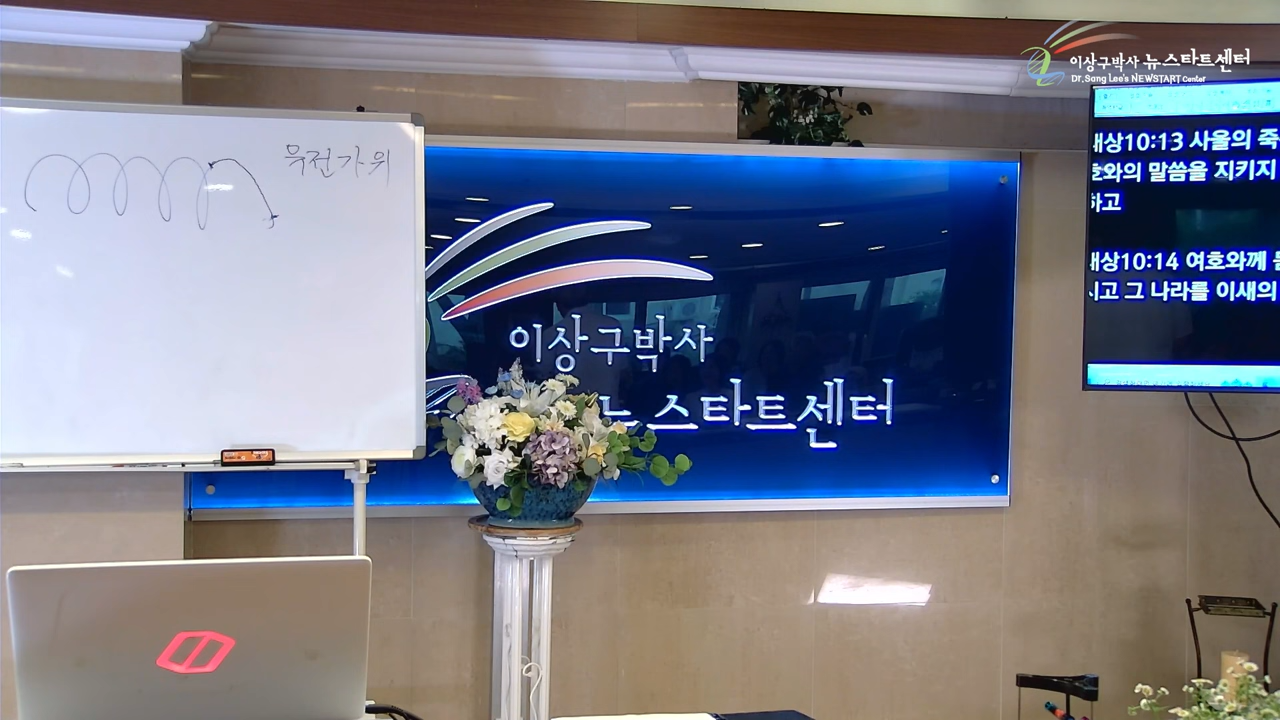 이상구박사 뉴스타트센터
Dr. Sang Lee's NEWSTART Center
유전가위
대상10:13 사울의 죽
호와의 말씀을 지키지
하고
대상10:14 여호와께
시고 그 나라를 이새의
이상구박사
뉴스타트센터